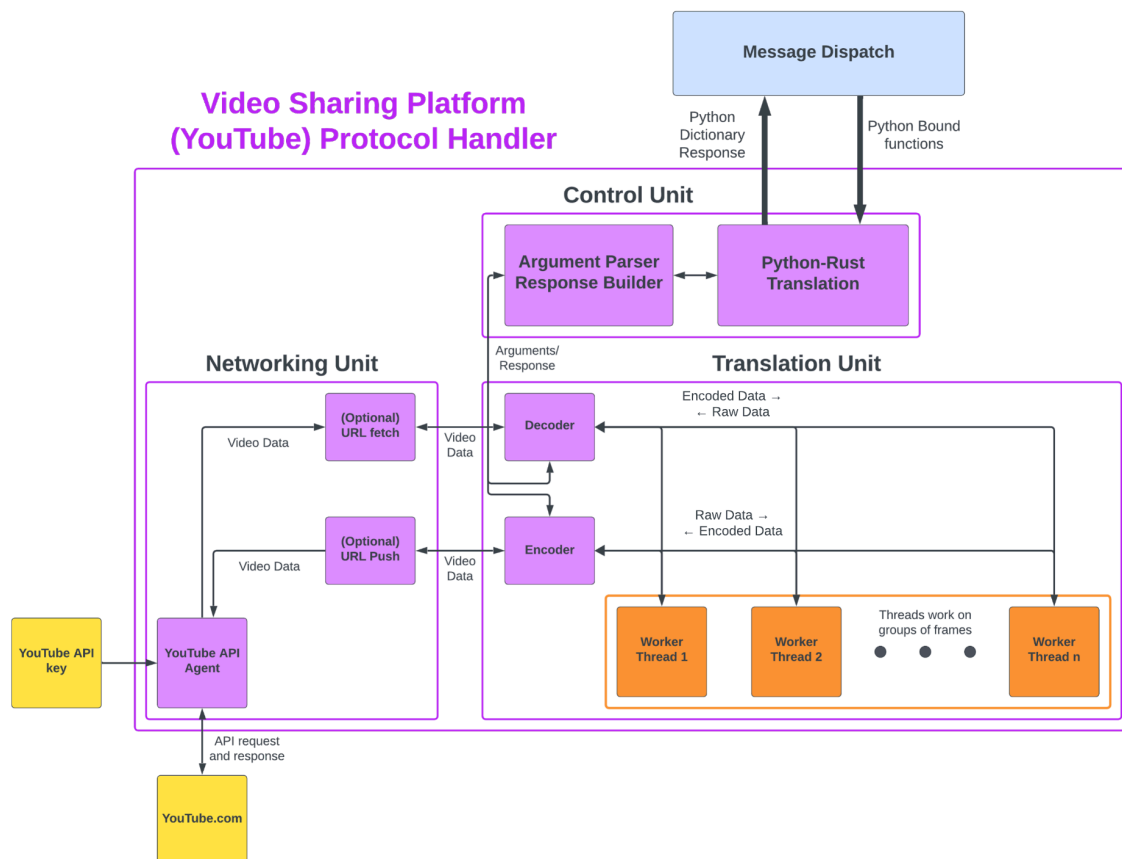 Message Dispatch
Video Sharing Platform
(YouTube) Protocol Handler
Python
Dictionary
Response
Python Bound
functions
Control Unit
Argument Parser
Response Builder
Python-Rust
Translation
Arguments/
Response
Networking Unit
Translation Unit
(Optional)
URL fetch
Video Data
Video
Data
Decoder
Encoded Data →
← Raw Data
(Optional)
URL Push
Video Data
Video
Data
Encoder
Raw Data →
← Encoded Data
YouTube API
key
YouTube API
Agent
Worker
Thread 1
Worker
Thread 2
Threads work on
groups of frames
Worker
Thread n
API request
and response
YouTube.com